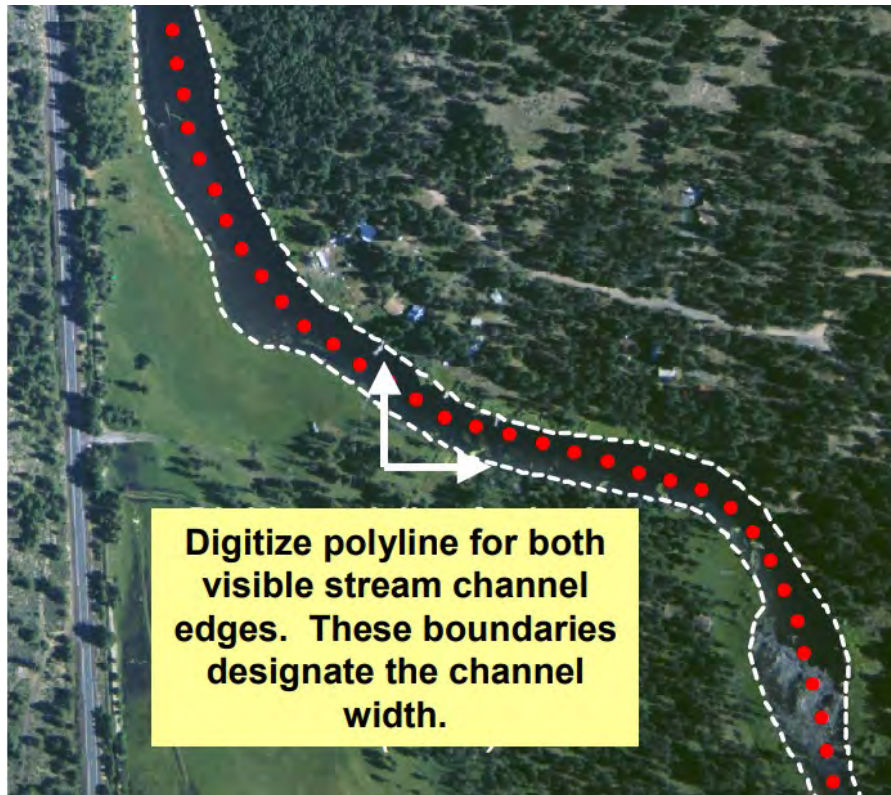 Digitize polyline for both
visible stream channel
edges. These boundaries
designate the channel
width.